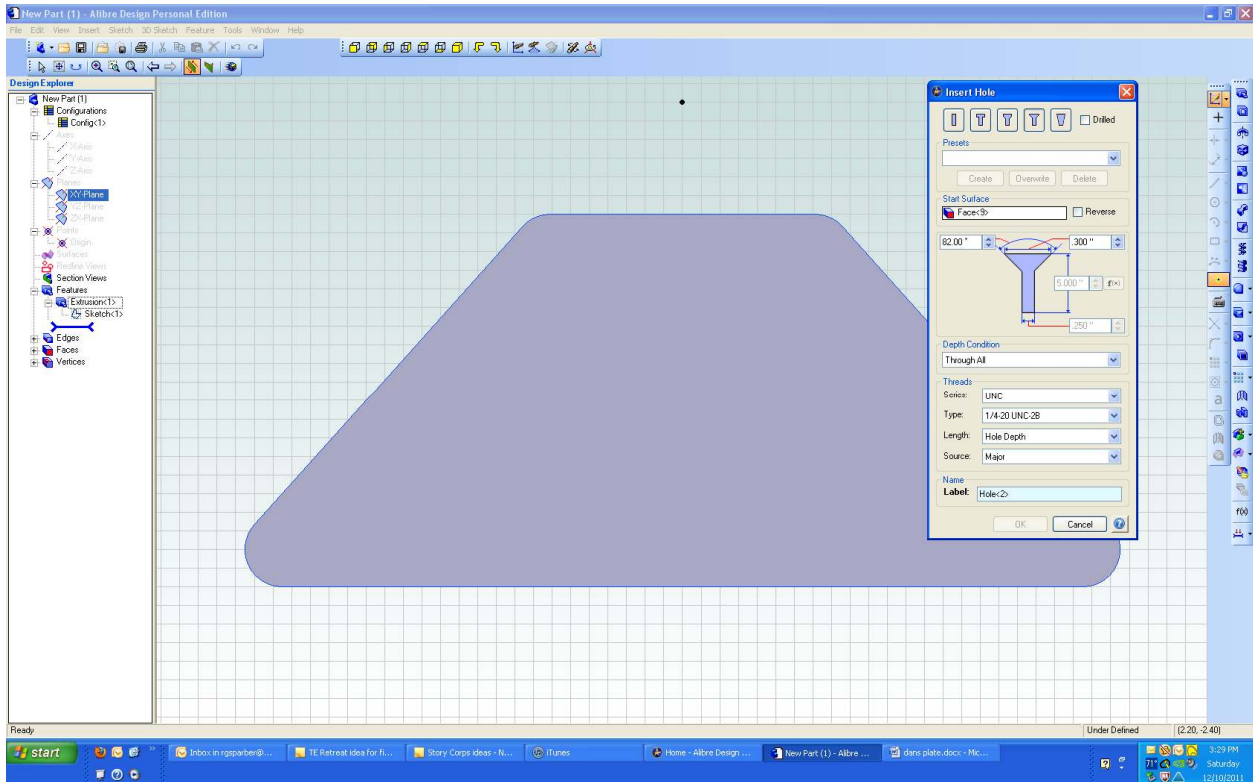 New Part (1) - Alibre Design Personal Edition
File Edit View Insert Sketch 3D Sketch Feature Tools Window Help
Design Explorer
New Part (1)
Configurations
Config<1>
Axes
X-Axis
Y-Axis
Z-Axis
Planes
XY-Plane
YZ-Plane
ZX-Plane
Points
Origin
Surfaces
Redline Views
Section Views
Features
Extrusion<1>
Sketch<1>
Edges
Faces
Vertices
Insert Hole
Drilled
Presets
Create Overwrite Delete
Start Surface
Face<9> Reverse
82.00 ° .300 "
5.000 " f(x)
.250 "
Depth Condition
Through All
Threads
Series: UNC
Type: 1/4-20 UNC-2B
Length: Hole Depth
Source: Major
Name
Label: Hole<2>
OK Cancel
a
f(x)
Ready Under Defined (2.20, -2.40)
start Inbox in rgsparber@... TE Retreat idea for fi... Story Corps ideas - N... iTunes Home - Alibre Design ... New Part (1) - Alibre ... dans plate.docx - Mic... 3:29 PM
71° Saturday
12/10/2011